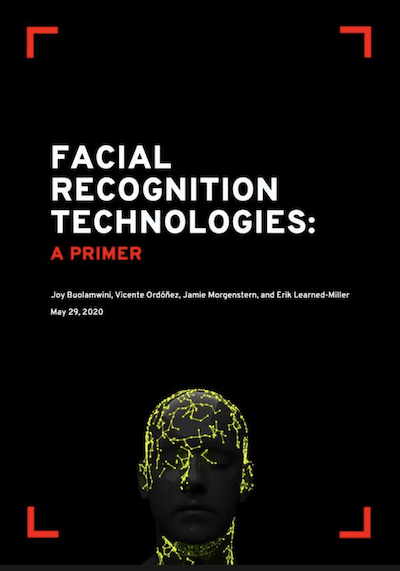 FACIAL
RECOGNITION
TECHNOLOGIES:
A PRIMER
Joy Buolamwini, Vicente Ordóñez, Jamie Morgenstern, and Erik Learned-Miller
May 29, 2020